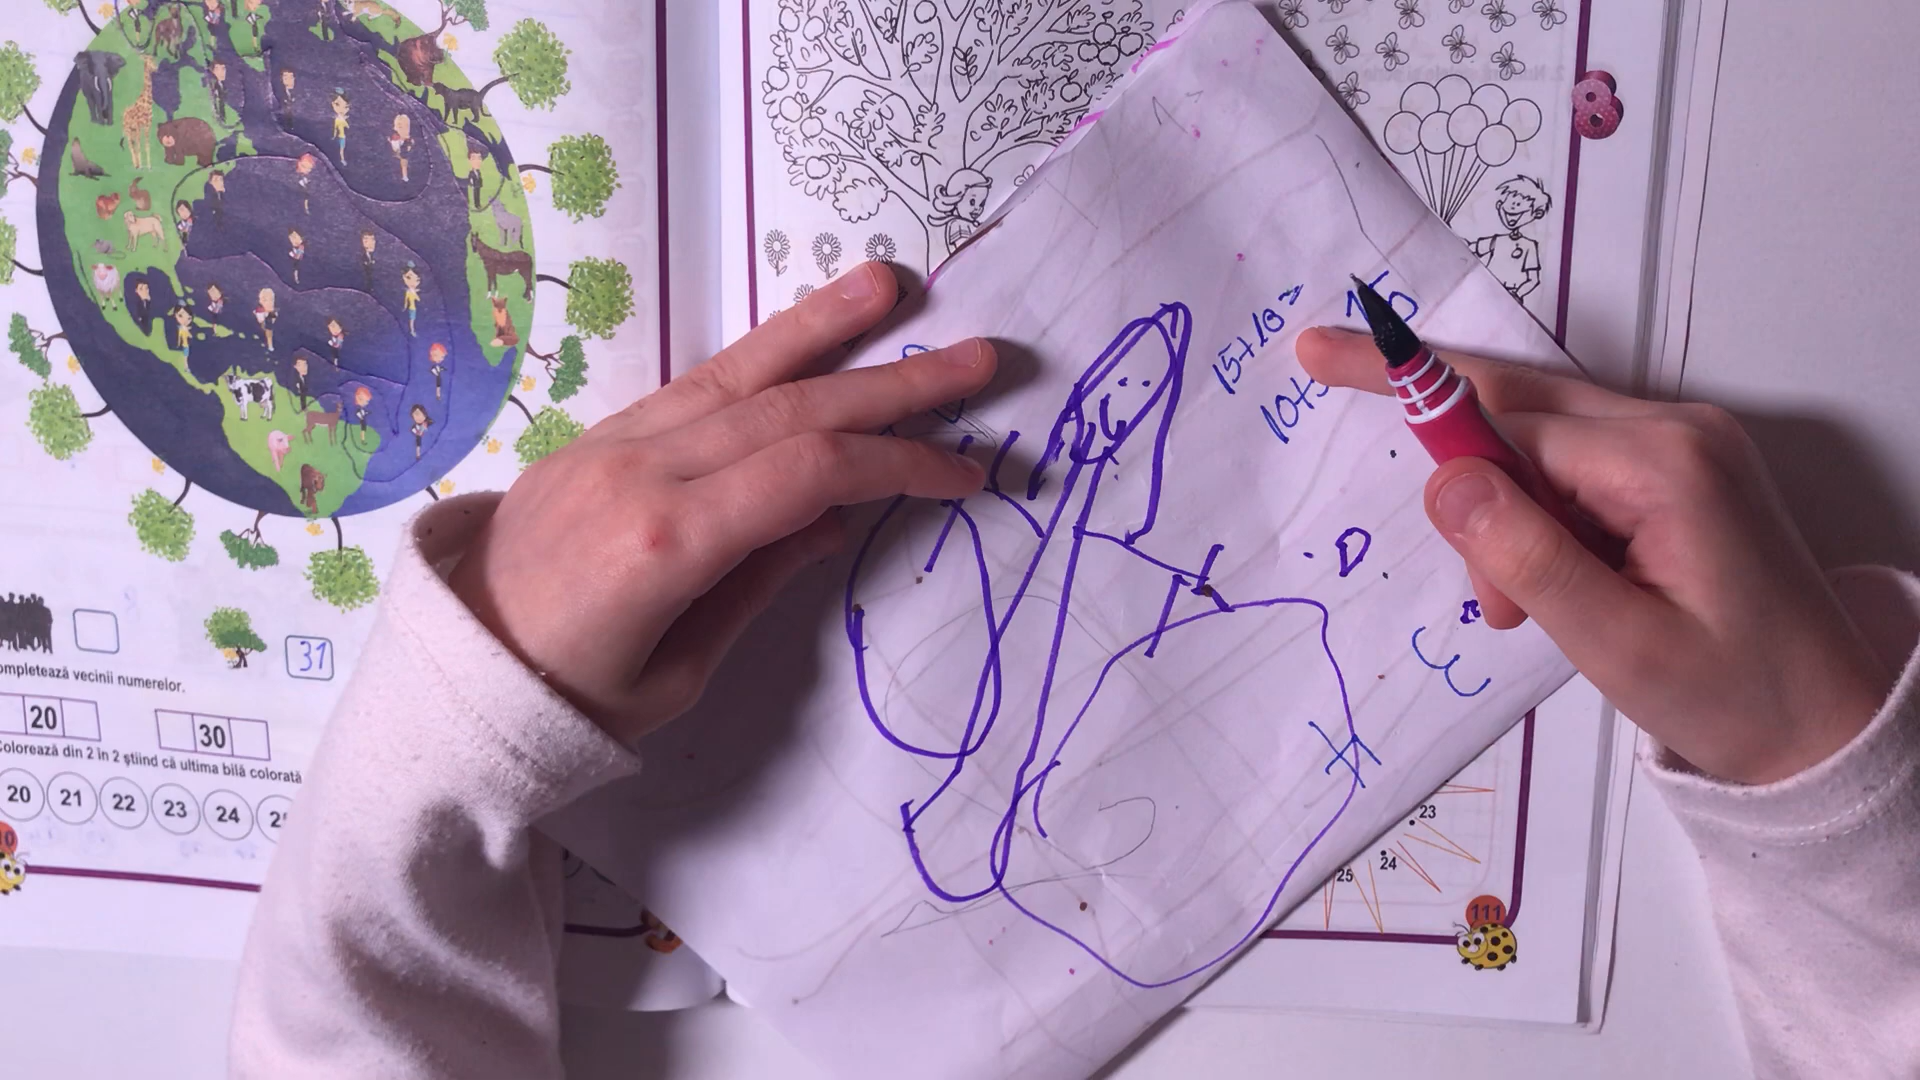 31
Completează vecinii numerelor.
20
30
Colorează din 2 în 2 știind că ultima bilă colorată
20 21 22 23 24
15+10=
15
10+5
D
23
24
25
111